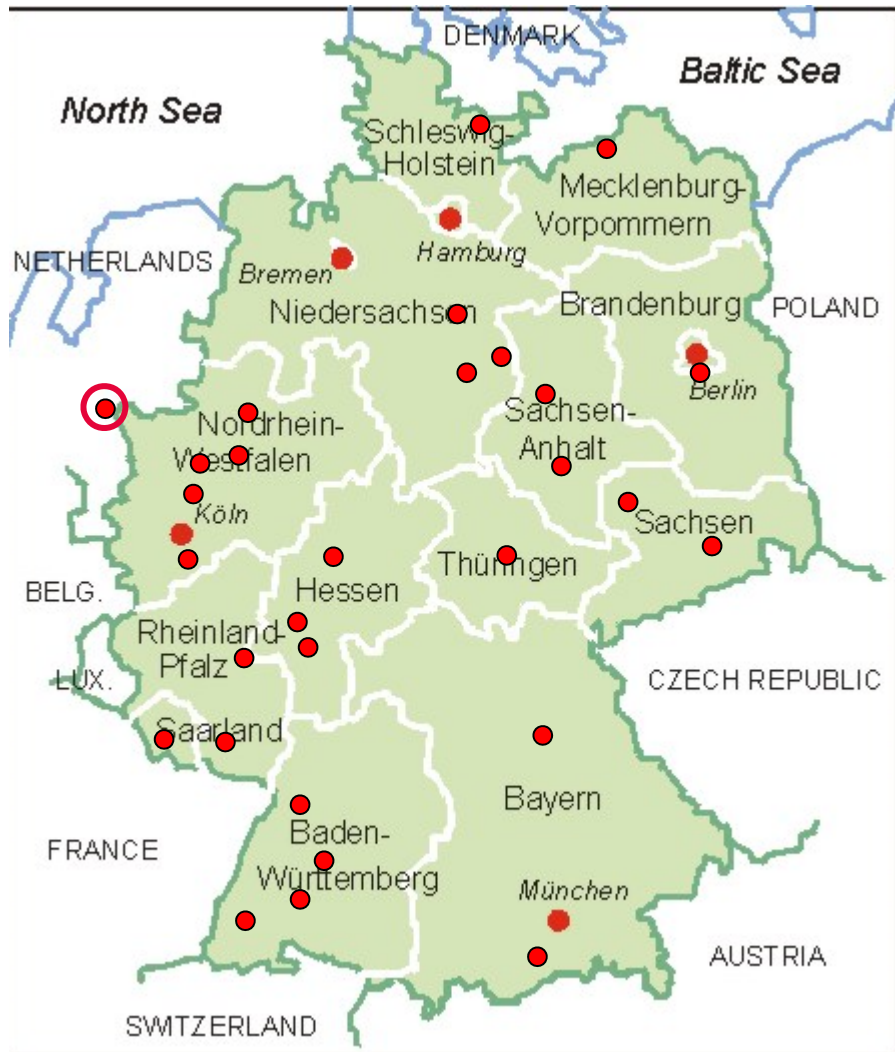 DENMARK
Baltic Sea
North Sea
Schleswig-
Holstein
Mecklenburg-
Vorpommern
Hamburg
NETHERLANDS
Bremen
Niedersachsen
Brandenburg
POLAND
Berlin
Nordrhein-
Westfalen
Sachsen-
Anhalt
Köln
Sachsen
Thüringen
BELG.
Hessen
Rheinland-
Pfalz
LUX.
CZECH REPUBLIC
Saarland
Bayern
FRANCE
Baden-
Württemberg
München
AUSTRIA
SWITZERLAND